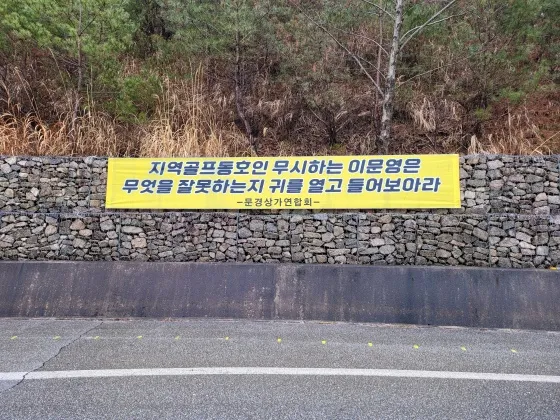 지역골프동호인 무시하는 이문영은
무엇을 잘못하는지 귀를 열고 들어보아라
-문경상가연합회-